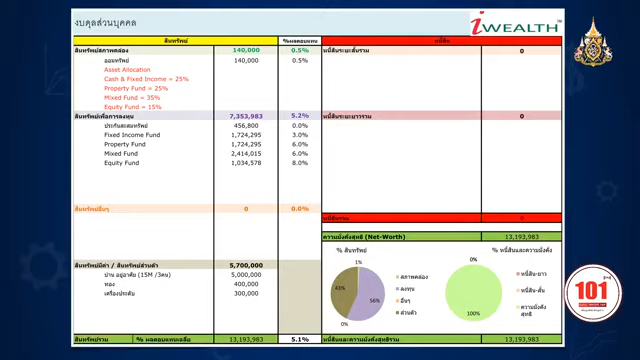 งบดุลส่วนบุคคล
iWEALTH™
สินทรัพย์ %ผลตอบแทน หนี้สิน
สินทรัพย์สภาพคล่อง 140,000 0.5% หนี้สินระยะสั้นรวม 0
ออมทรัพย์ 140,000 0.5%
Asset Allocation
Cash & Fixed Income = 25%
Property Fund = 25%
Mixed Fund = 35%
Equity Fund = 15%
สินทรัพย์เพื่อการลงทุน 7,353,983 5.2% หนี้สินระยะยาวรวม 0
ประกันสะสมทรัพย์ 456,800 0.0%
Fixed Income Fund 1,724,295 3.0%
Property Fund 1,724,295 6.0%
Mixed Fund 2,414,015 6.0%
Equity Fund 1,034,578 8.0%
สินทรัพย์อื่นๆ 0 0.0%
หนี้สินรวม 0
ความมั่งคั่งสุทธิ (Net-Worth) 13,193,983
% สินทรัพย์ % หนี้สินและความมั่งคั่ง
สินทรัพย์มีค่า / สินทรัพย์ส่วนตัว 5,700,000
บ้าน อยู่อาศัย (15M /3คน) 5,000,000
ทอง 400,000
เครื่องประดับ 300,000
1%
43%
56%
0%
สภาพคล่อง
ลงทุน
อื่นๆ
ส่วนตัว
0%
100%
หนี้สิน-ยาว
หนี้สิน-สั้น
ความมั่งคั่งสุทธิ
101
สินทรัพย์รวม % ผลตอบแทนเฉลี่ย 13,193,983 5.1% หนี้สินและความมั่งคั่งสุทธิรวม 13,193,983